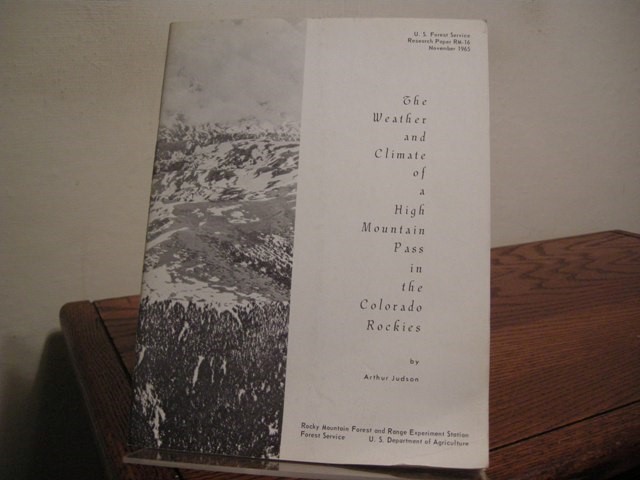 U. S. Forest Service
Research Paper RM-16
November 1965
The
Weather
and
Climate
of
a
High
Mountain
Pass
in
the
Colorado
Rockies
by
Arthur Judson
Rocky Mountain Forest and Range Experiment Station
Forest Service U. S. Department of Agriculture